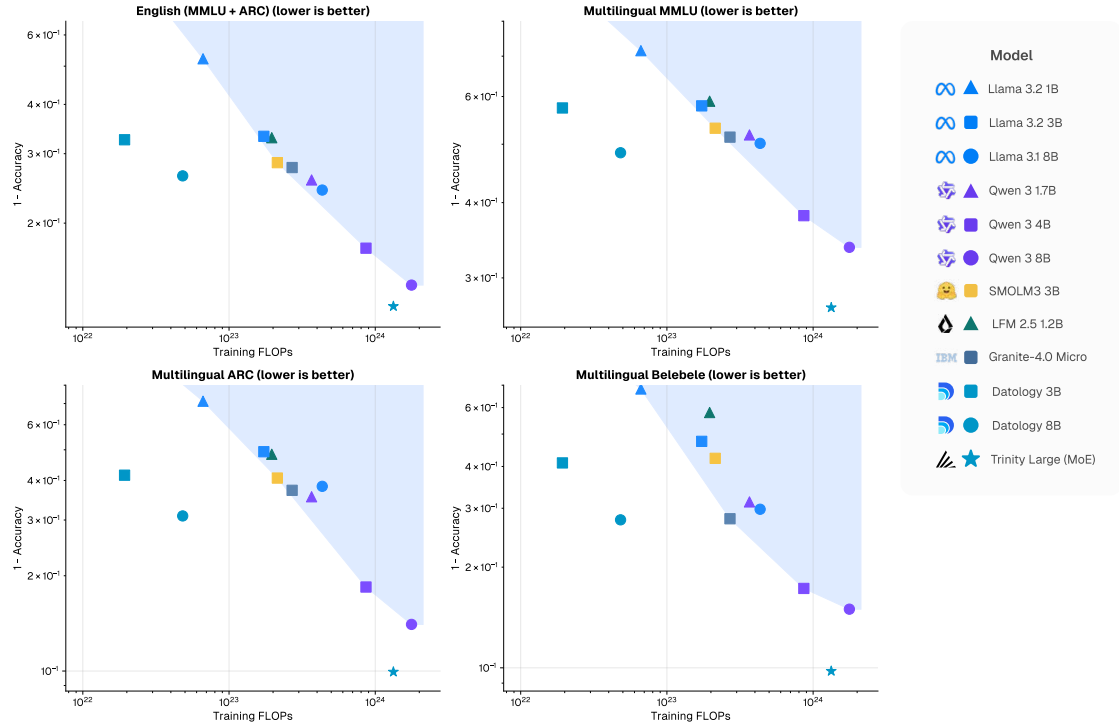 English (MMLU + ARC) (lower is better)
6 × 10⁻¹
4 × 10⁻¹
3 × 10⁻¹
2 × 10⁻¹
1 - Accuracy
10²² 10²³ 10²⁴
Training FLOPs
Multilingual MMLU (lower is better)
6 × 10⁻¹
4 × 10⁻¹
3 × 10⁻¹
1 - Accuracy
10²² 10²³ 10²⁴
Training FLOPs
Multilingual ARC (lower is better)
6 × 10⁻¹
4 × 10⁻¹
3 × 10⁻¹
2 × 10⁻¹
10⁻¹
1 - Accuracy
10²² 10²³ 10²⁴
Training FLOPs
Multilingual Belebele (lower is better)
6 × 10⁻¹
4 × 10⁻¹
3 × 10⁻¹
2 × 10⁻¹
10⁻¹
1 - Accuracy
10²² 10²³ 10²⁴
Training FLOPs
Model
Llama 3.2 1B
Llama 3.2 3B
Llama 3.1 8B
Qwen 3 1.7B
Qwen 3 4B
Qwen 3 8B
SMOLM3 3B
LFM 2.5 1.2B
IBM Granite-4.0 Micro
Datology 3B
Datology 8B
Trinity Large (MoE)